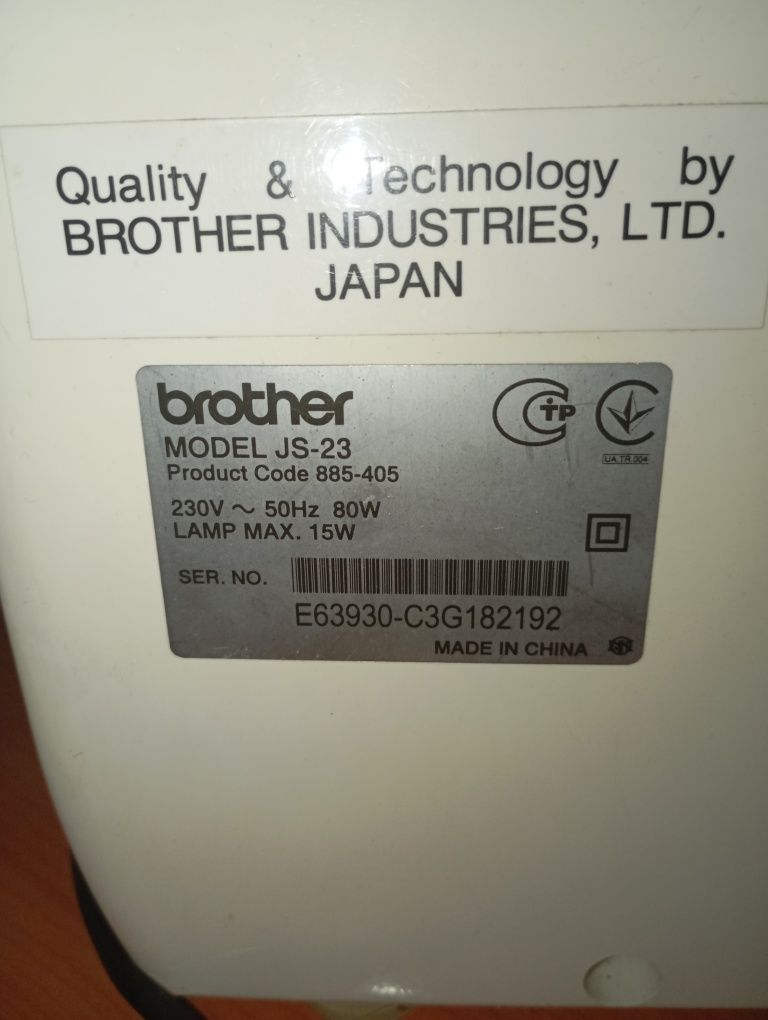 Quality & Technology by
BROTHER INDUSTRIES, LTD.
JAPAN
brother
MODEL JS-23
Product Code 885-405
230V ~ 50Hz 80W
LAMP MAX. 15W
SER. NO.
E63930-C3G182192
MADE IN CHINA
TP
UA.TR.004